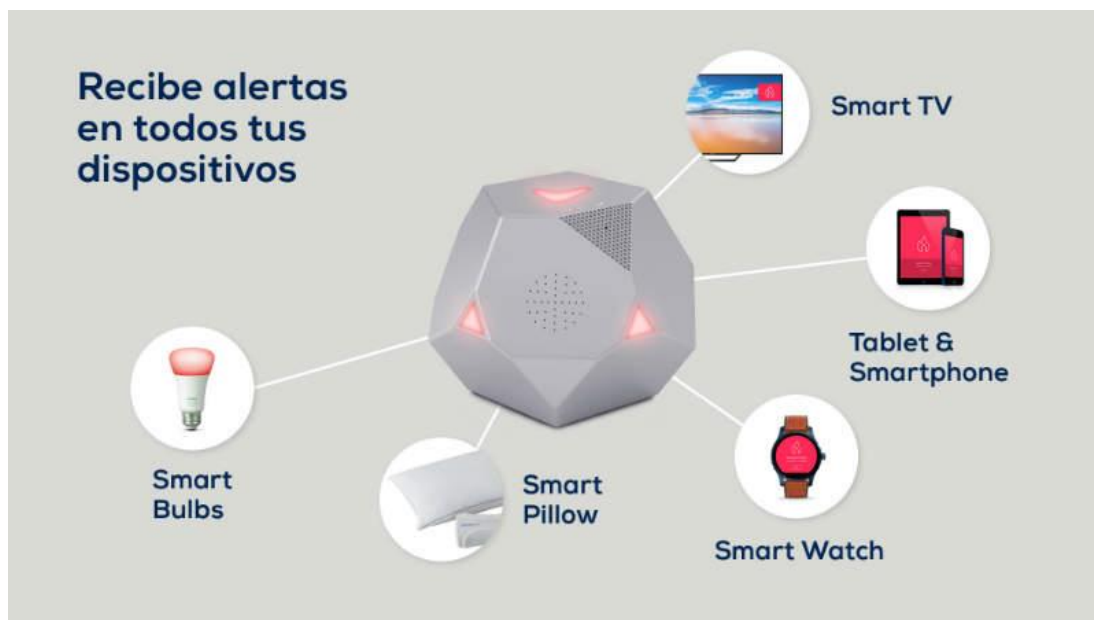 Recibe alertas
en todos tus
dispositivos
Smart TV
Tablet &
Smartphone
Smart
Bulbs
Smart
Pillow
Smart Watch